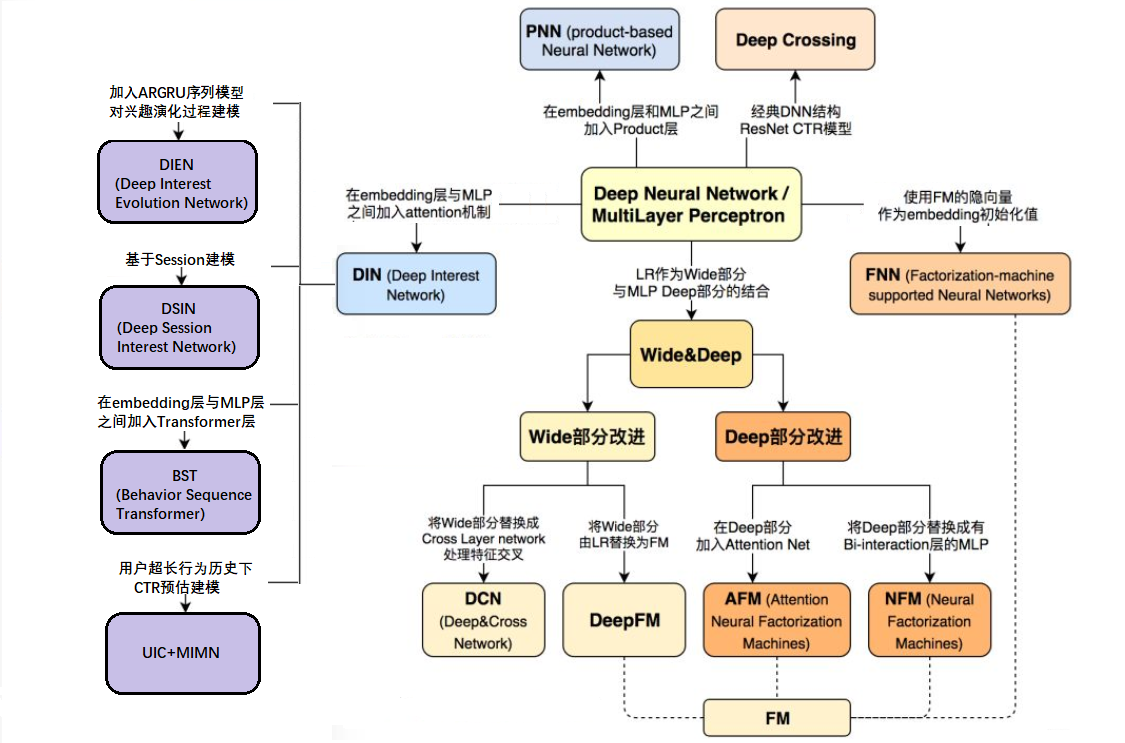 PNN (product-based
Neural Network)
Deep Crossing
在embedding层和MLP之间
加入Product层
经典DNN结构
ResNet CTR模型
Deep Neural Network /
MultiLayer Perceptron
加入ARGRU序列模型
对兴趣演化过程建模
DIEN
(Deep Interest
Evolution Network)
基于Session建模
DSIN
(Deep Session
Interest Network)
在embedding层与MLP层
之间加入Transformer层
BST
(Behavior Sequence
Transformer)
用户超长行为历史下
CTR预估建模
UIC+MIMN
在embedding层与MLP
之间加入attention机制
DIN (Deep Interest
Network)
使用FM的隐向量
作为embedding初始化值
FNN (Factorization-machine
supported Neural Networks)
LR作为Wide部分
与MLP Deep部分的结合
Wide&Deep
Wide部分改进
Deep部分改进
将Wide部分替换成
Cross Layer network
处理特征交叉
将Wide部分
由LR替换为FM
在Deep部分
加入Attention Net
将Deep部分替换成有
Bi-interaction层的MLP
DCN
(Deep&Cross
Network)
DeepFM
AFM (Attention
Neural Factorization
Machines)
NFM (Neural
Factorization
Machines)
FM